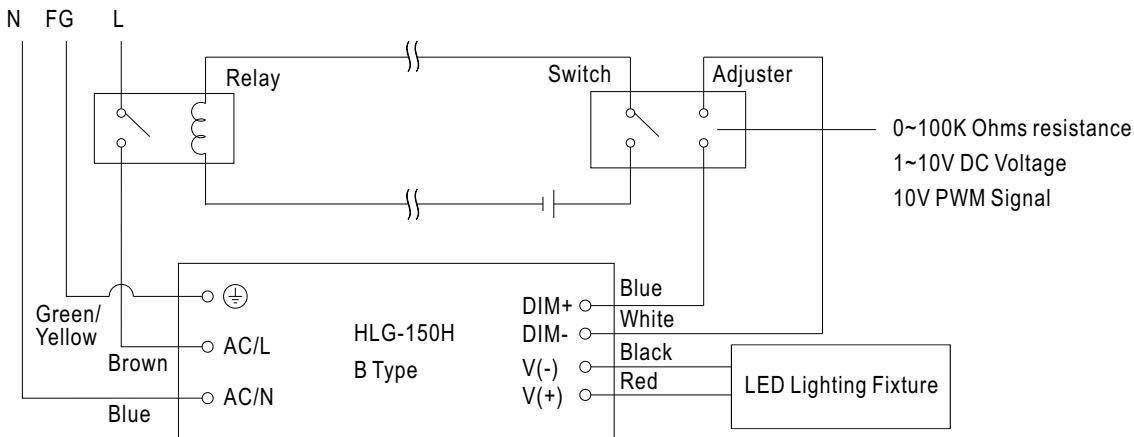 N FG L
Relay
Switch
Adjuster
0~100K Ohms resistance
1~10V DC Voltage
10V PWM Signal
Green/
Yellow
Brown
Blue
AC/L
AC/N
HLG-150H
B Type
DIM+
DIM-
V(-)
V(+)
Blue
White
Black
Red
LED Lighting Fixture